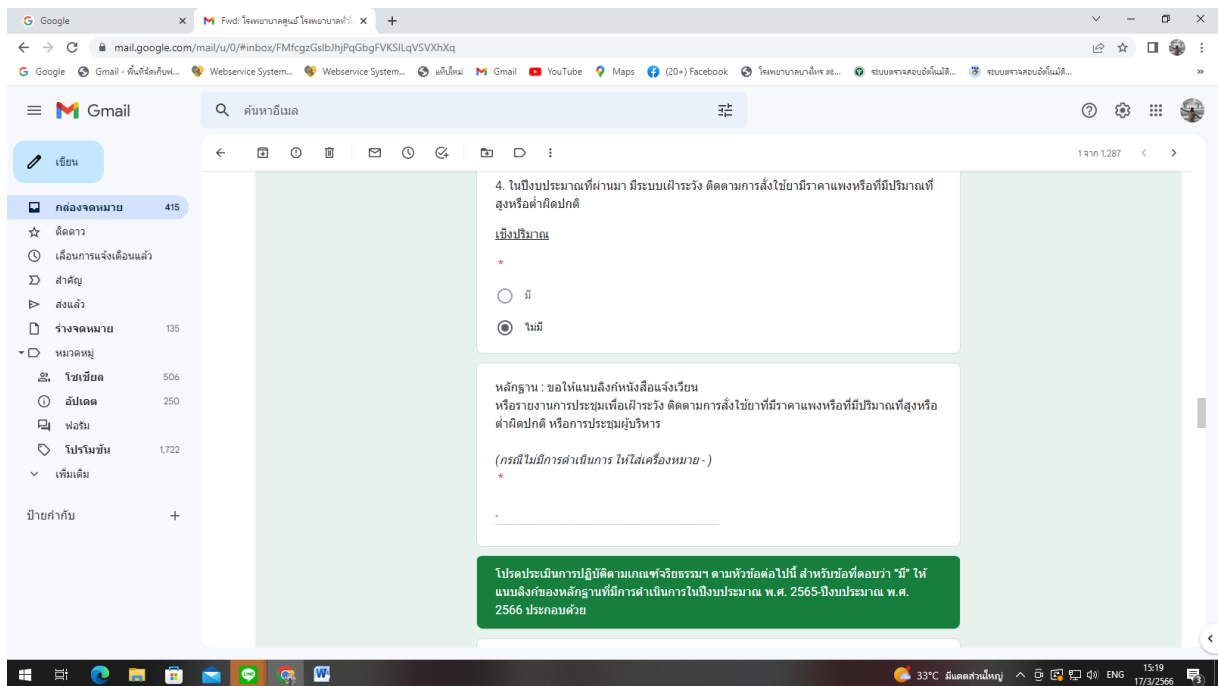 Google
Fwd: โรงพยาบาลศูนย์ โรงพยาบาลทั่วไ
mail.google.com/mail/u/0/#inbox/FMfcgzGslbJhjPqGbgFVKSlLqVSVXhXq
Google
Gmail - พื้นที่จัดเก็บฟ...
Webservice System...
Webservice System...
แท็บใหม่
Gmail
YouTube
Maps
(20+) Facebook
โรงพยาบาลบางไทร ตะ...
ระบบตรวจสอบอัตโนมัติ...
ระบบตรวจสอบอัตโนมัติ...
Gmail
ค้นหาอีเมล
เขียน
1 จาก 1,287
กล่องจดหมาย 415
ติดดาว
เลื่อนการแจ้งเตือนแล้ว
สำคัญ
ส่งแล้ว
ร่างจดหมาย 135
หมวดหมู่
โซเชียล 506
อัปเดต 250
ฟอรัม
โปรโมชัน 1,722
เพิ่มเติม
ป้ายกำกับ
4. ในปีงบประมาณที่ผ่านมา มีระบบเฝ้าระวัง ติดตามการสั่งใช้ยามีราคาแพงหรือที่มีปริมาณที่
สูงหรือต่ำผิดปกติ
เชิงปริมาณ
*
มี
ไม่มี
หลักฐาน : ขอให้แนบลิงก์หนังสือแจ้งเวียน
หรือรายงานการประชุมเพื่อเฝ้าระวัง ติดตามการสั่งใช้ยาที่มีราคาแพงหรือที่มีปริมาณที่สูงหรือ
ต่ำผิดปกติ หรือการประชุมผู้บริหาร
(กรณีไม่มีการดำเนินการ ให้ใส่เครื่องหมาย - )
*
-
โปรดประเมินการปฏิบัติตามเกณฑ์จริยธรรมฯ ตามหัวข้อต่อไปนี้ สำหรับข้อที่ตอบว่า "มี" ให้
แนบลิงก์ของหลักฐานที่มีการดำเนินการในปีงบประมาณ พ.ศ. 2565-ปีงบประมาณ พ.ศ.
2566 ประกอบด้วย
33°C มีแดดส่วนใหญ่
ENG
15:19
17/3/2566
3